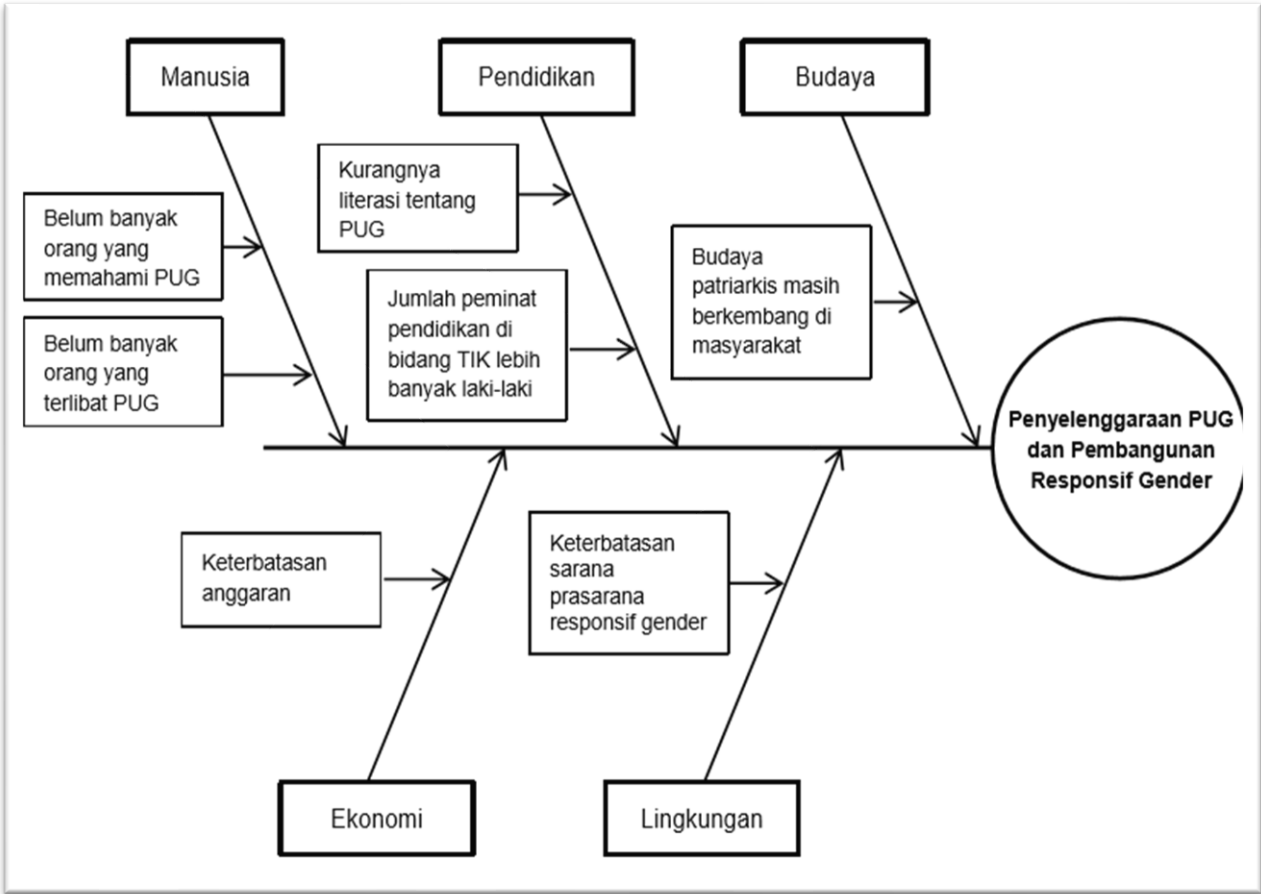 Manusia
Pendidikan
Budaya
Kurangnya
literasi tentang
PUG
Belum banyak
orang yang
memahami PUG
Budaya
patriarkis masih
berkembang di
masyarakat
Jumlah peminat
pendidikan di
bidang TIK lebih
banyak laki-laki
Belum banyak
orang yang
terlibat PUG
Penyelenggaraan PUG
dan Pembangunan
Responsif Gender
Keterbatasan
anggaran
Keterbatasan
sarana
prasarana
responsif gender
Ekonomi
Lingkungan